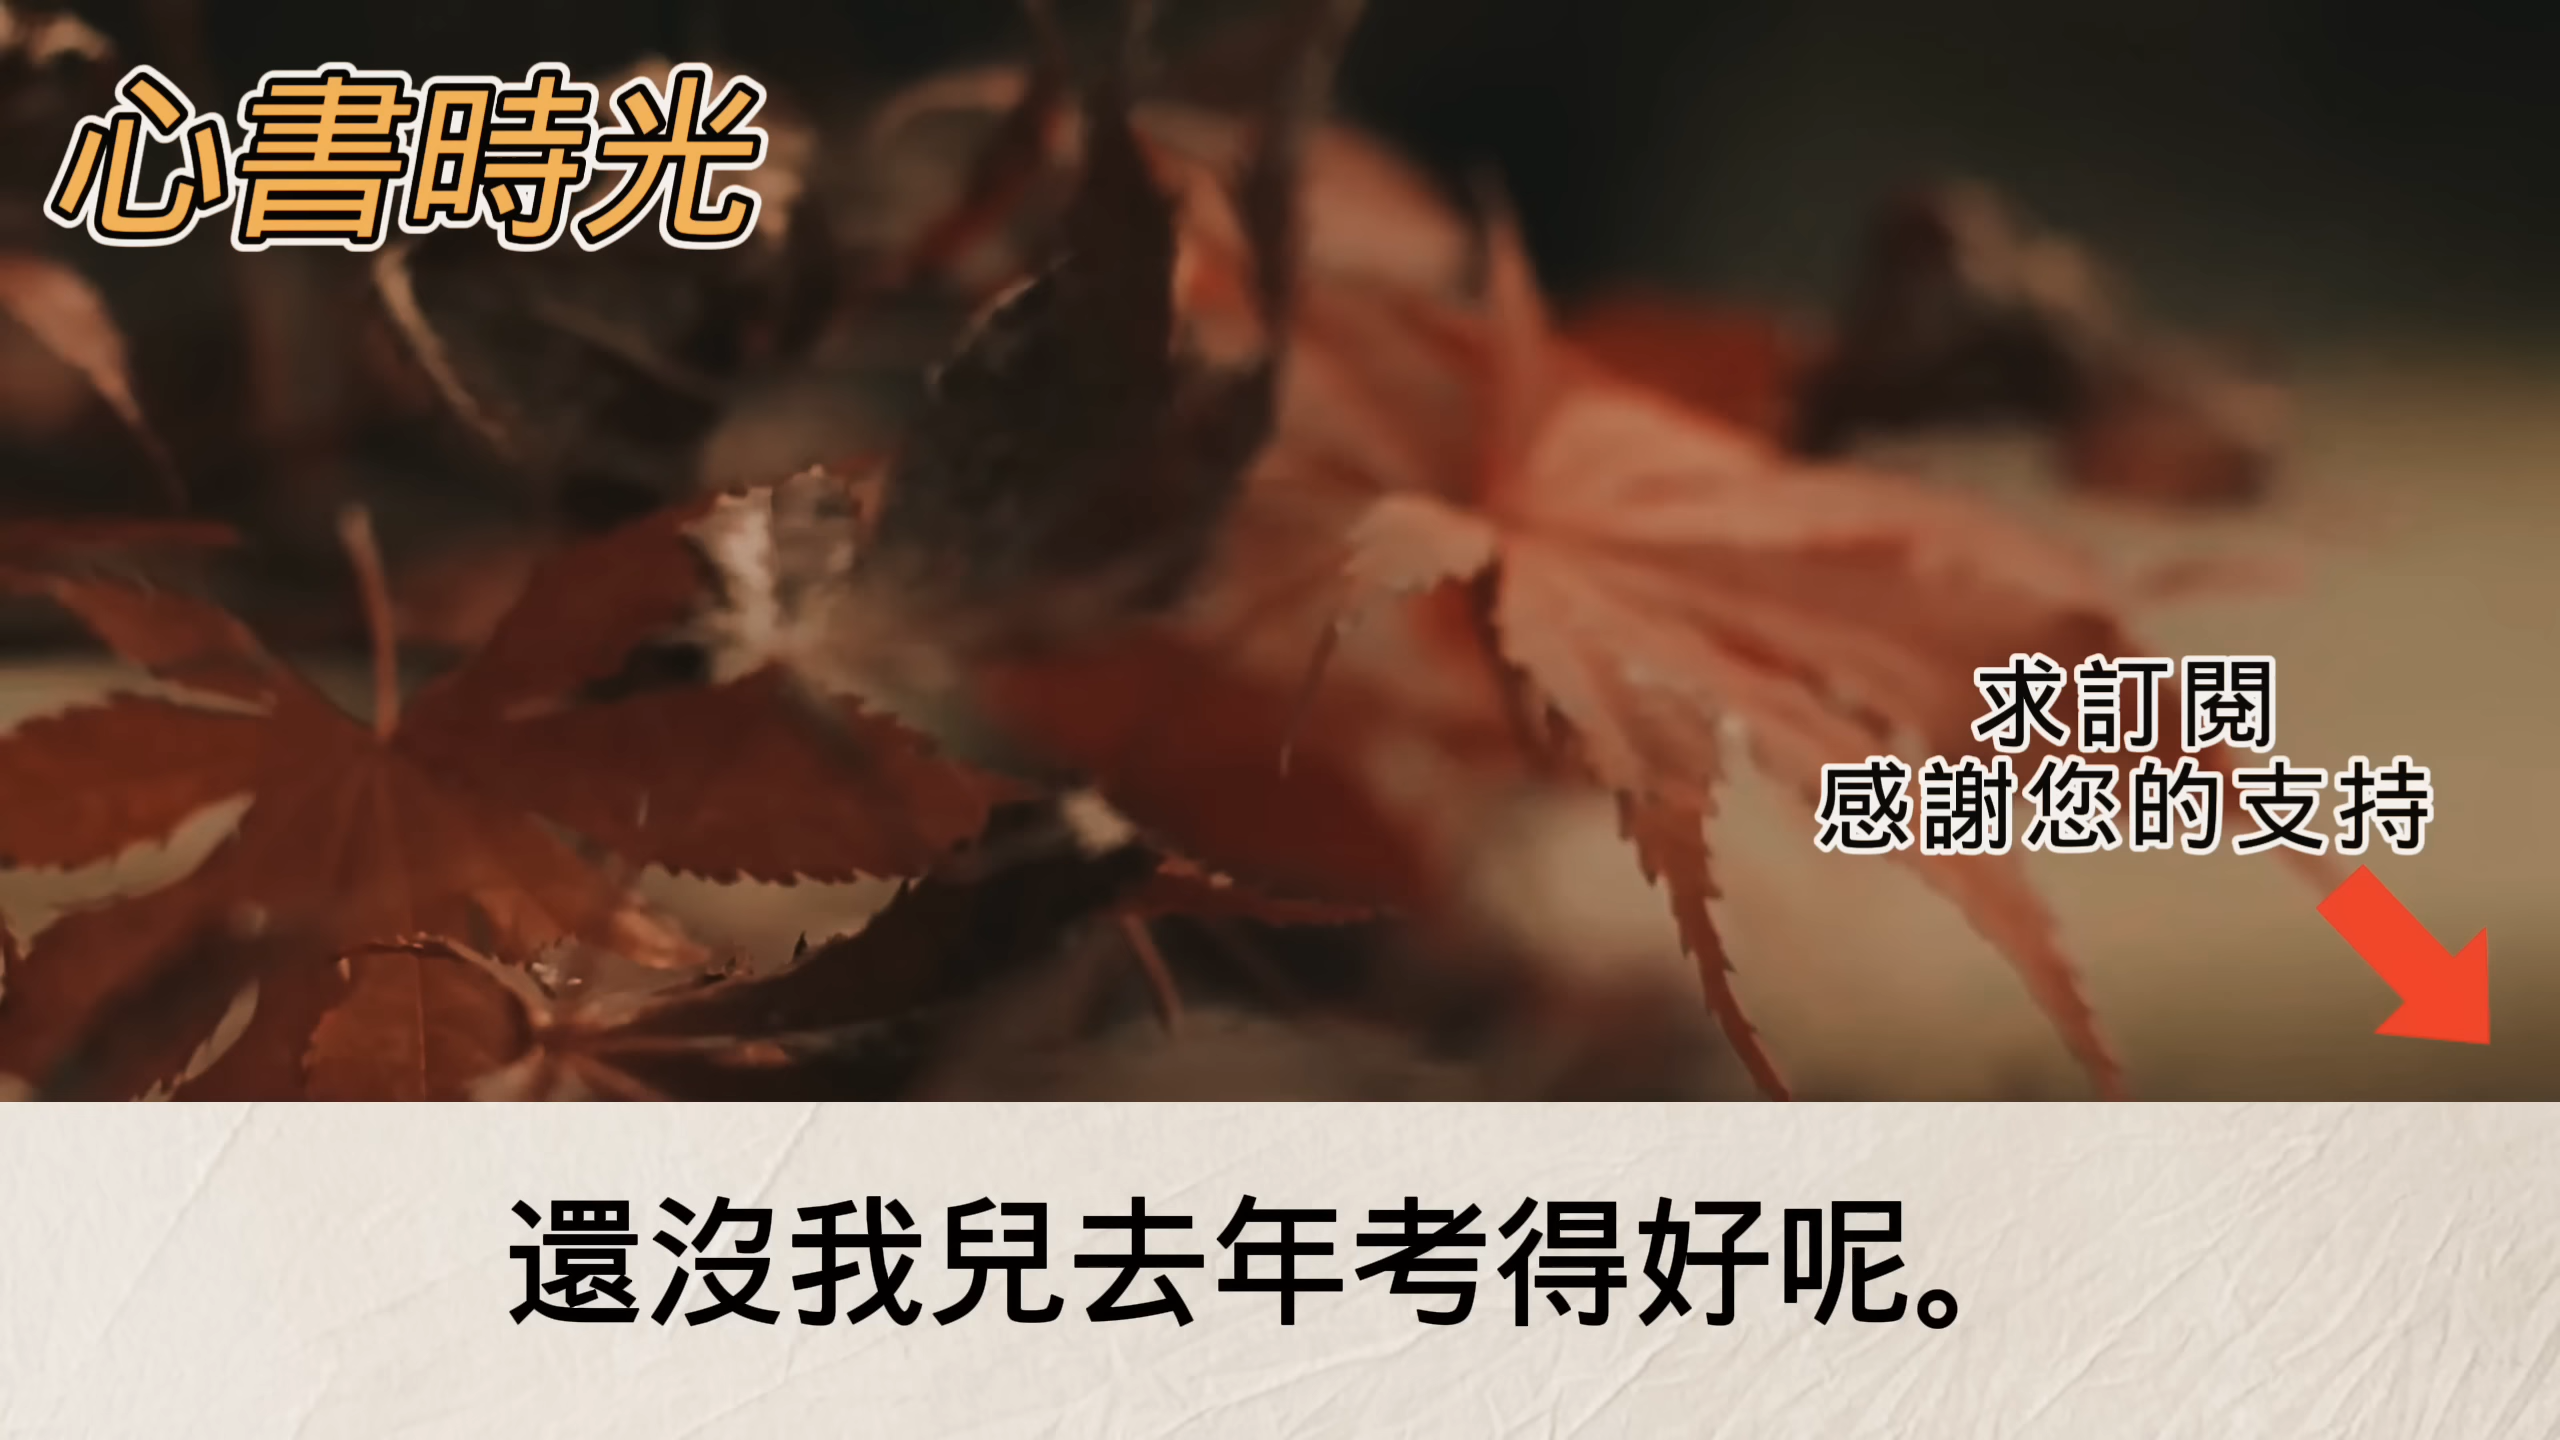 心書時光
求訂閱
感謝您的支持
還沒我兒去年考得好呢。